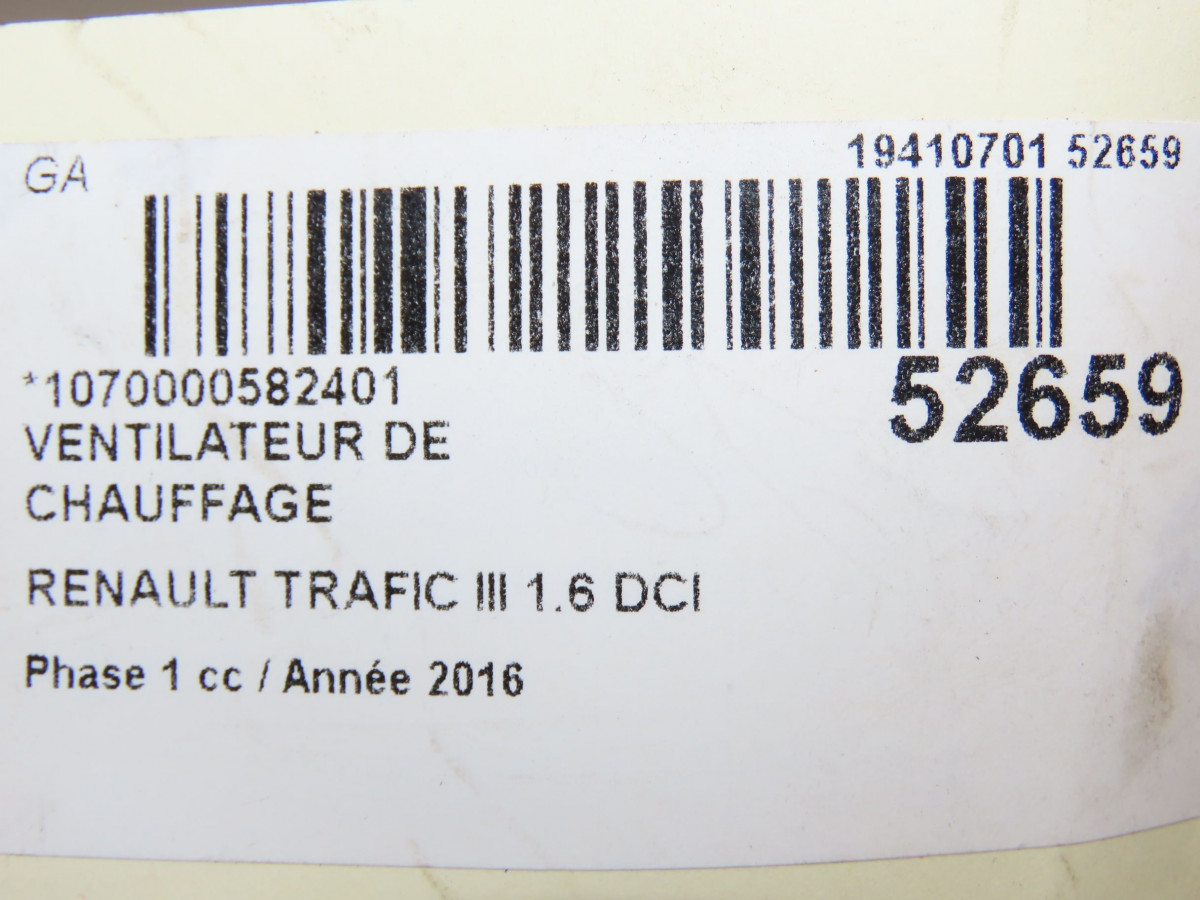 GA
19410701 52659
*1070000582401
52659
VENTILATEUR DE
CHAUFFAGE
RENAULT TRAFIC III 1.6 DCI
Phase 1 cc / Année 2016